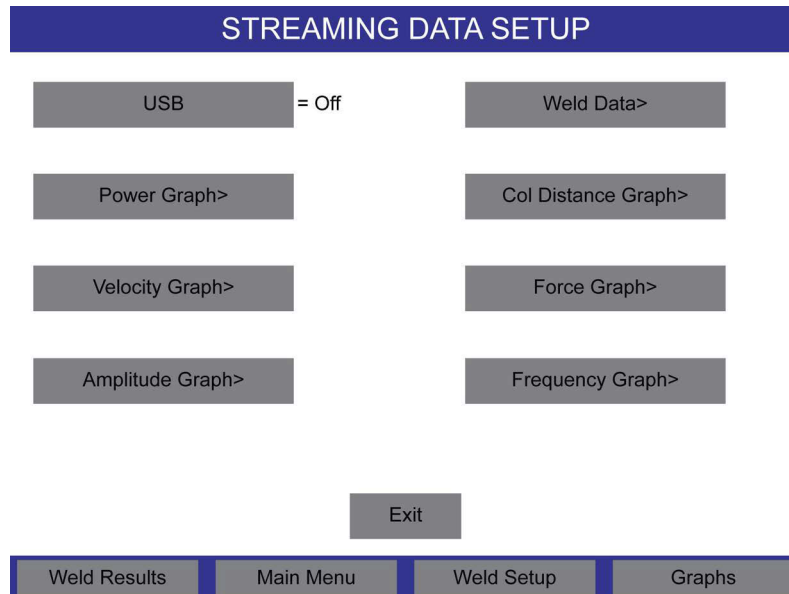 STREAMING DATA SETUP
USB = Off Weld Data>
Power Graph> Col Distance Graph>
Velocity Graph> Force Graph>
Amplitude Graph> Frequency Graph>
Exit
Weld Results Main Menu Weld Setup Graphs